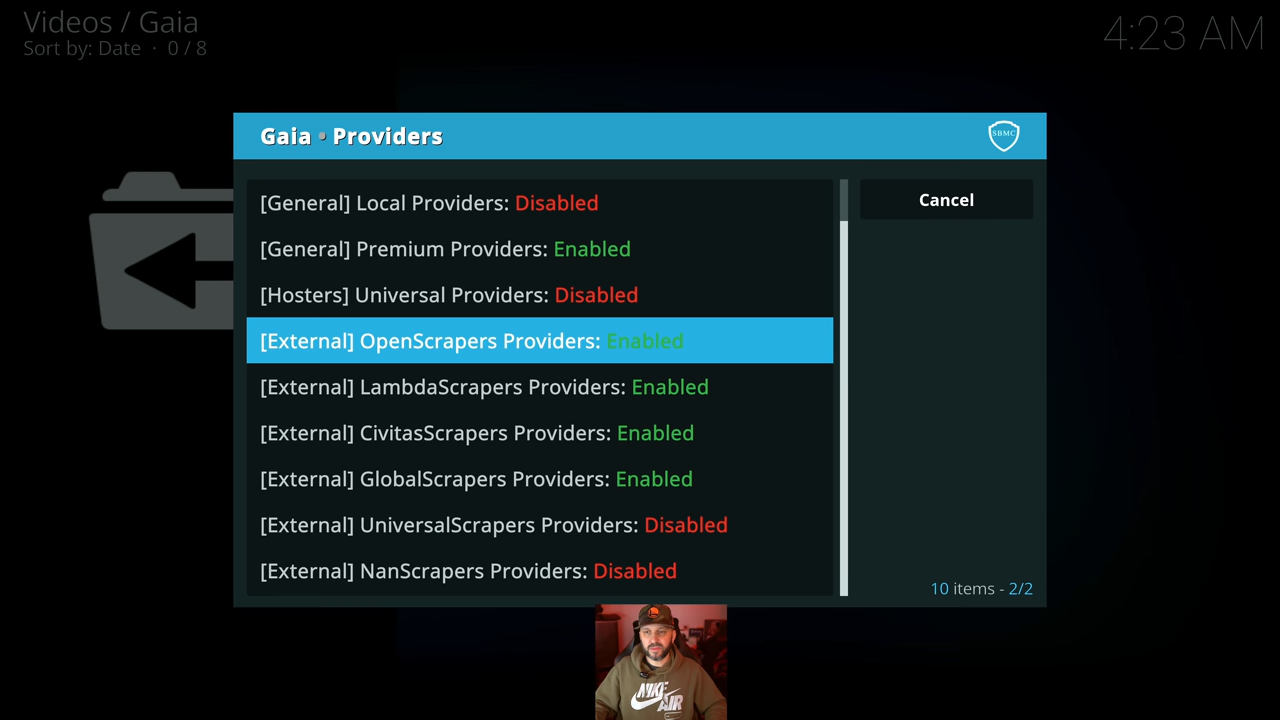 Videos / Gaia
Sort by: Date · 0 / 8
4:23 AM
Gaia • Providers
SBMC
[General] Local Providers: Disabled
Cancel
[General] Premium Providers: Enabled
[Hosters] Universal Providers: Disabled
[External] OpenScrapers Providers: Enabled
[External] LambdaScrapers Providers: Enabled
[External] CivitasScrapers Providers: Enabled
[External] GlobalScrapers Providers: Enabled
[External] UniversalScrapers Providers: Disabled
[External] NanScrapers Providers: Disabled
10 items - 2/2
NIKE
AIR